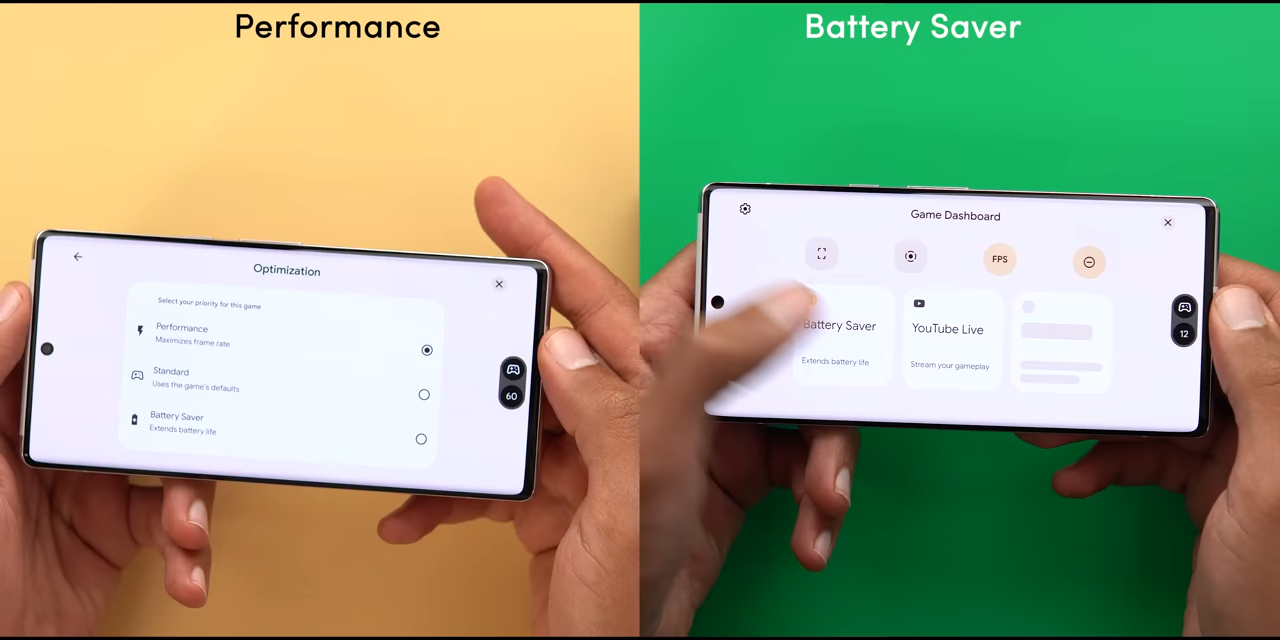 Performance
Optimization
Select your priority for this game
Performance
Maximizes frame rate
Standard
Uses the game's defaults
Battery Saver
Extends battery life
60
Battery Saver
Game Dashboard
FPS
Battery Saver
Extends battery life
YouTube Live
Stream your gameplay
12